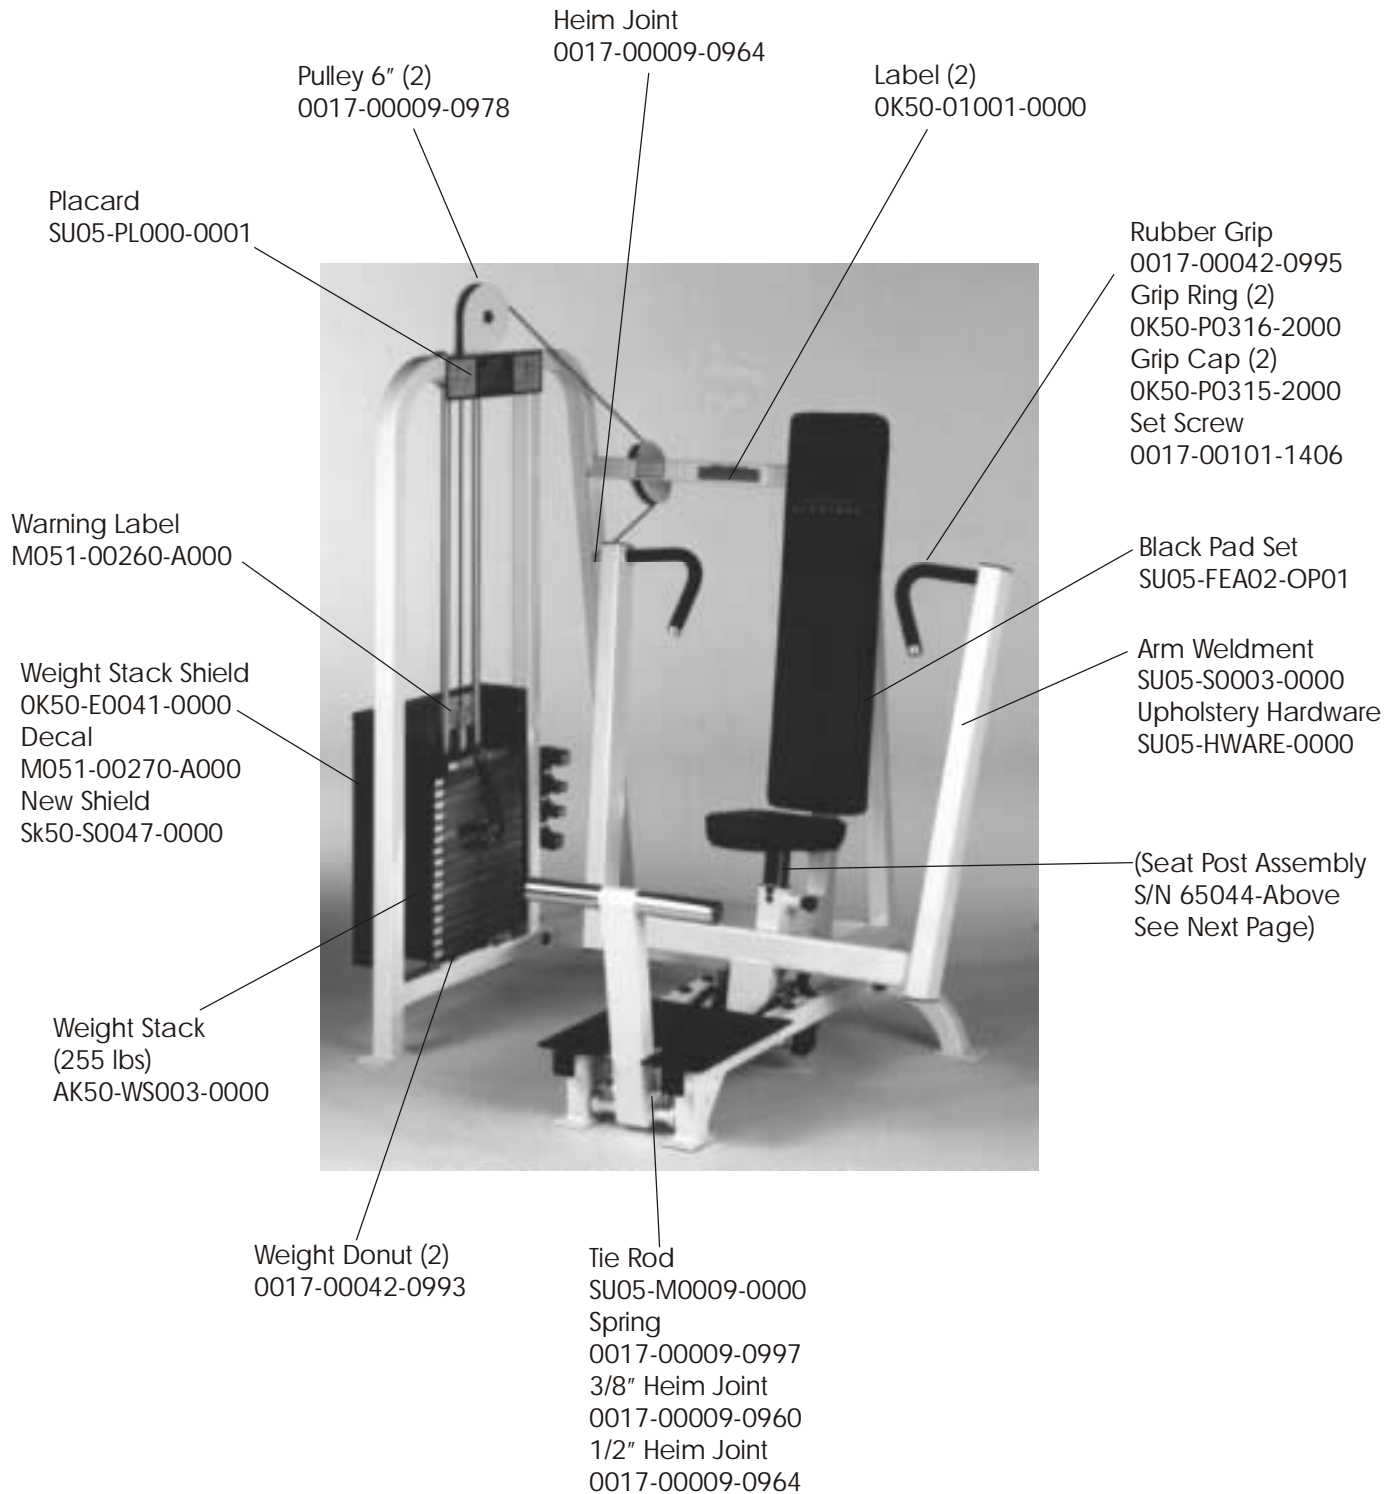 Heim Joint
0017-00009-0964
Pulley 6" (2)
0017-00009-0978
Label (2)
0K50-01001-0000
Placard
SU05-PL000-0001
Rubber Grip
0017-00042-0995
Grip Ring (2)
0K50-P0316-2000
Grip Cap (2)
0K50-P0315-2000
Set Screw
0017-00101-1406
Warning Label
M051-00260-A000
Black Pad Set
SU05-FEA02-OP01
Weight Stack Shield
0K50-E0041-0000
Decal
M051-00270-A000
New Shield
Sk50-S0047-0000
Arm Weldment
SU05-S0003-0000
Upholstery Hardware
SU05-HWARE-0000
(Seat Post Assembly
S/N 65044-Above
See Next Page)
Weight Stack
(255 lbs)
AK50-WS003-0000
Weight Donut (2)
0017-00042-0993
Tie Rod
SU05-M0009-0000
Spring
0017-00009-0997
3/8" Heim Joint
0017-00009-0960
1/2" Heim Joint
0017-00009-0964